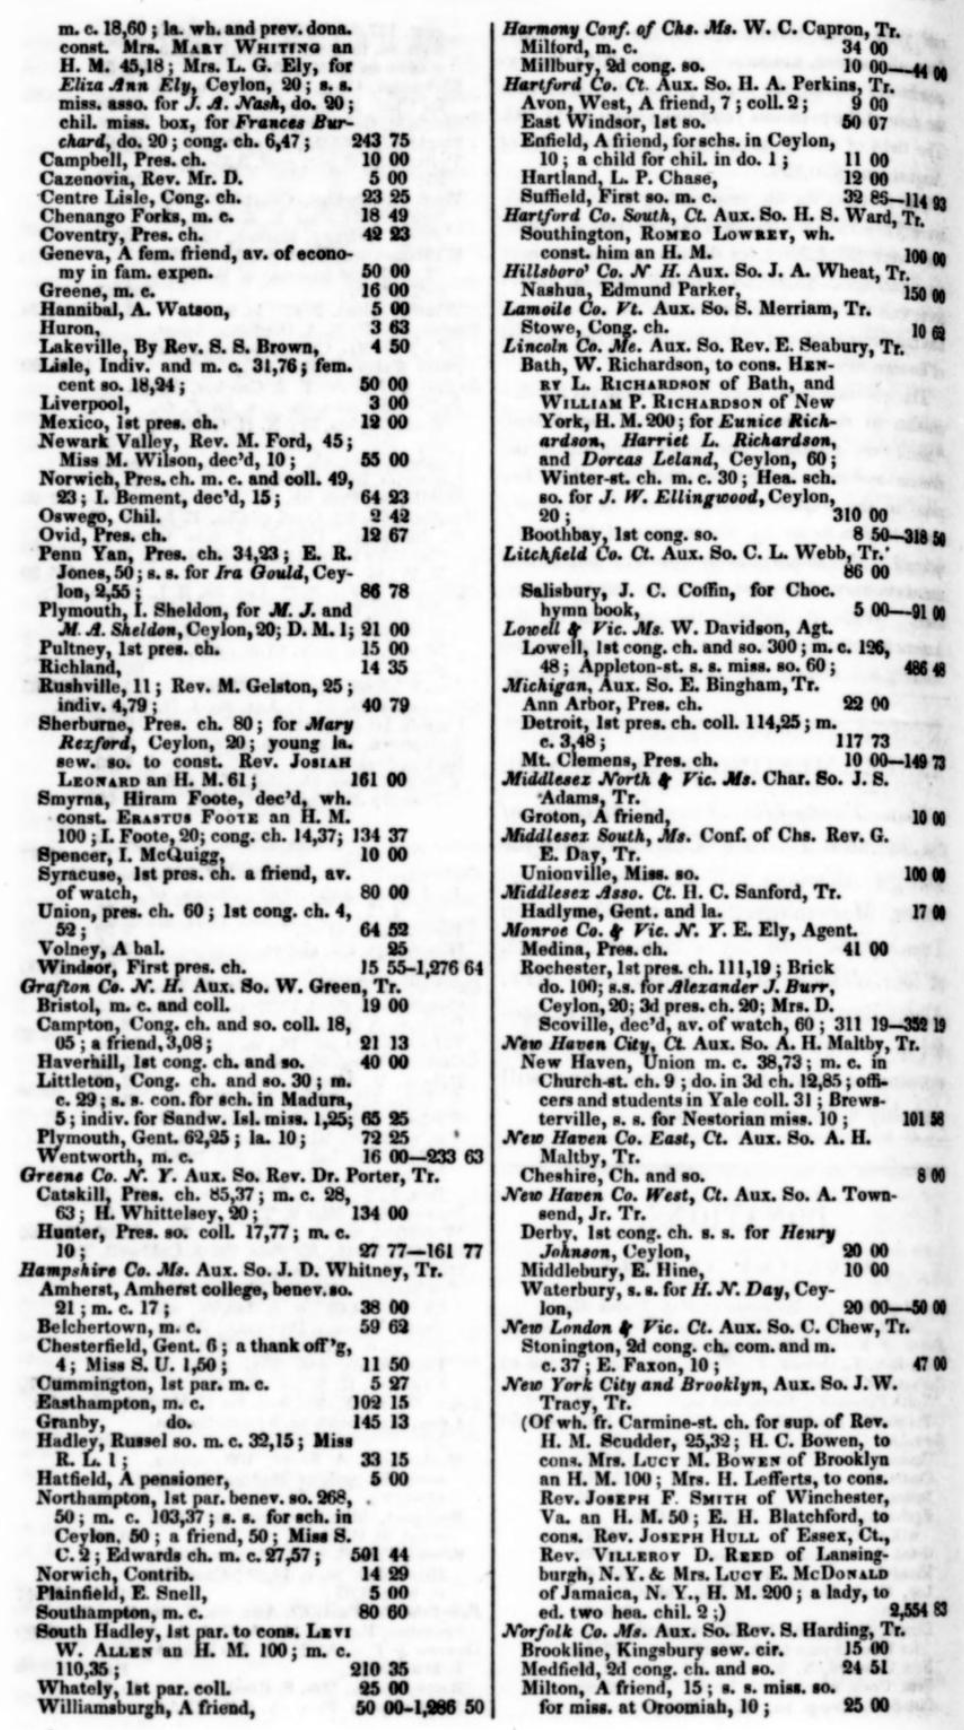 m. c. 18,60 ; la. wh. and prev. dona.
const. Mrs. MARY WHITING an
H. M. 45,18 ; Mrs. L. G. Ely, for
Eliza Ann Ely, Ceylon, 20 ; s. s.
miss. asso. for J. A. Nash, do. 20 ;
chil. miss. box, for Frances Bur-
chard, do. 20 ; cong. ch. 6,47 ; 243 75
Campbell, Pres. ch. 10 00
Cazenovia, Rev. Mr. D. 5 00
Centre Lisle, Cong. ch. 23 25
Chenango Forks, m. c. 18 49
Coventry, Pres. ch. 42 23
Geneva, A fem. friend, av. of econo-
my in fam. expen. 50 00
Greene, m. c. 16 00
Hannibal, A. Watson, 5 00
Huron, 3 63
Lakeville, By Rev. S. S. Brown, 4 50
Lisle, Indiv. and m. c. 31,76 ; fem.
cent so. 18,24 ; 50 00
Liverpool, 3 00
Mexico, 1st pres. ch. 12 00
Newark Valley, Rev. M. Ford, 45 ;
Miss M. Wilson, dec'd, 10 ; 55 00
Norwich, Pres. ch. m. c. and coll. 49,
23 ; I. Bement, dec'd, 15 ; 64 23
Oswego, Chil. 2 42
Ovid, Pres. ch. 12 67
Penn Yan, Pres. ch. 34,23 ; E. R.
Jones, 50 ; s. s. for Ira Gould, Cey-
lon, 2,55 ; 86 78
Plymouth, I. Sheldon, for M. J. and
M. A. Sheldon, Ceylon, 20; D. M. 1; 21 00
Pultney, 1st pres. ch. 15 00
Richland, 14 35
Rushville, 11 ; Rev. M. Gelston, 25 ;
indiv. 4,79 ; 40 79
Sherburne, Pres. ch. 80 ; for Mary
Rexford, Ceylon, 20 ; young la.
sew. so. to const. Rev. JOSIAH
LEONARD an H. M. 61 ; 161 00
Smyrna, Hiram Foote, dec'd, wh.
const. ERASTUS FOOTE an H. M.
100 ; I. Foote, 20; cong. ch. 14,37; 134 37
Spencer, I. McQuigg, 10 00
Syracuse, 1st pres. ch. a friend, av.
of watch, 80 00
Union, pres. ch. 60 ; 1st cong. ch. 4,
52 ; 64 52
Volney, A bal. 25
Windsor, First pres. ch. 15 55-1,276 64
Grafton Co. N. H. Aux. So. W. Green, Tr.
Bristol, m. c. and coll. 19 00
Campton, Cong. ch. and so. coll. 18,
05 ; a friend, 3,08 ; 21 13
Haverhill, 1st cong. ch. and so. 40 00
Littleton, Cong. ch. and so. 30 ; m.
c. 29 ; s. s. con. for sch. in Madura,
5 ; indiv. for Sandw. Isl. miss. 1,25; 65 25
Plymouth, Gent. 62,25 ; la. 10 ; 72 25
Wentworth, m. c. 16 00—233 63
Greene Co. N. Y. Aux. So. Rev. Dr. Porter, Tr.
Catskill, Pres. ch. 85,37 ; m. c. 28,
63 ; H. Whittelsey, 20 ; 134 00
Hunter, Pres. so. coll. 17,77 ; m. c.
10 ; 27 77—161 77
Hampshire Co. Ms. Aux. So. J. D. Whitney, Tr.
Amherst, Amherst college, benev. so.
21 ; m. c. 17 ; 38 00
Belchertown, m. c. 59 62
Chesterfield, Gent. 6 ; a thank off'g,
4 ; Miss S. U. 1,50 ; 11 50
Cummington, 1st par. m. c. 5 27
Easthampton, m. c. 102 15
Granby, do. 145 13
Hadley, Russel so. m. c. 32,15 ; Miss
R. L. 1 ; 33 15
Hatfield, A pensioner, 5 00
Northampton, 1st par. benev. so. 268,
50 ; m. c. 103,37 ; s. s. for sch. in
Ceylon, 50 ; a friend, 50 ; Miss S.
C. 2 ; Edwards ch. m. c. 27,57 ; 501 44
Norwich, Contrib. 14 29
Plainfield, E. Snell, 5 00
Southampton, m. c. 80 60
South Hadley, 1st par. to cons. LEVI
W. ALLEN an H. M. 100 ; m. c.
110,35 ; 210 35
Whately, 1st par. coll. 25 00
Williamsburgh, A friend, 50 00-1,286 50
Harmony Conf. of Chs. Ms. W. C. Capron, Tr.
Milford, m. c. 34 00
Millbury, 2d cong. so. 10 00—44 00
Hartford Co. Ct. Aux. So. H. A. Perkins, Tr.
Avon, West, A friend, 7 ; coll. 2 ; 9 00
East Windsor, 1st so. 50 07
Enfield, A friend, for schs. in Ceylon,
10 ; a child for chil. in do. 1 ; 11 00
Hartland, L. P. Chase, 12 00
Suffield, First so. m. c. 32 85—114 92
Hartford Co. South, Ct. Aux. So. H. S. Ward, Tr.
Southington, ROMEO LOWREY, wh.
const. him an H. M. 100 00
Hillsboro' Co. N H. Aux. So. J. A. Wheat, Tr.
Nashua, Edmund Parker, 150 00
Lamoile Co. Vt. Aux. So. S. Merriam, Tr.
Stowe, Cong. ch. 10 62
Lincoln Co. Me. Aux. So. Rev. E. Seabury, Tr.
Bath, W. Richardson, to cons. HEN-
RY L. RICHARDSON of Bath, and
WILLIAM P. RICHARDSON of New
York, H. M. 200 ; for Eunice Rich-
ardson, Harriet L. Richardson,
and Dorcas Leland, Ceylon, 60 ;
Winter-st. ch. m. c. 30 ; Hea. sch.
so. for J. W. Ellingwood, Ceylon,
20 ; 310 00
Boothbay, 1st cong. so. 8 50—318 50
Litchfield Co. Ct. Aux. So. C. L. Webb, Tr.
86 00
Salisbury, J. C. Coffin, for Choc.
hymn book, 5 00—91 00
Lowell & Vic. Ms. W. Davidson, Agt.
Lowell, 1st cong. ch. and so. 300 ; m. c. 126,
48 ; Appleton-st. s. s. miss. so. 60 ; 486 48
Michigan, Aux. So. E. Bingham, Tr.
Ann Arbor, Pres. ch. 22 00
Detroit, 1st pres. ch. coll. 114,25 ; m.
c. 3,48 ; 117 73
Mt. Clemens, Pres. ch. 10 00—149 73
Middlesex North & Vic. Ms. Char. So. J. S.
Adams, Tr.
Groton, A friend, 10 00
Middlesex South, Ms. Conf. of Chs. Rev. G.
E. Day, Tr.
Unionville, Miss. so. 100 00
Middlesex Asso. Ct. H. C. Sanford, Tr.
Hadlyme, Gent. and la. 17 00
Monroe Co. & Vic. N. Y. E. Ely, Agent.
Medina, Pres. ch. 41 00
Rochester, 1st pres. ch. 111,19 ; Brick
do. 100; s.s. for Alexander J. Burr,
Ceylon, 20; 3d pres. ch. 20; Mrs. D.
Scoville, dec'd, av. of watch, 60 ; 311 19—352 19
New Haven City, Ct. Aux. So. A. H. Maltby, Tr.
New Haven, Union m. c. 38,73 ; m. c. in
Church-st. ch. 9 ; do. in 3d ch. 12,85 ; offi-
cers and students in Yale coll. 31 ; Brews-
terville, s. s. for Nestorian miss. 10 ; 101 58
New Haven Co. East, Ct. Aux. So. A. H.
Maltby, Tr.
Cheshire, Ch. and so. 8 00
New Haven Co. West, Ct. Aux. So. A. Town-
send, Jr. Tr.
Derby, 1st cong. ch. s. s. for Henry
Johnson, Ceylon, 20 00
Middlebury, E. Hine, 10 00
Waterbury, s. s. for H. N. Day, Cey-
lon, 20 00—50 00
New London & Vic. Ct. Aux. So. C. Chew, Tr.
Stonington, 2d cong. ch. com. and m.
c. 37 ; E. Faxon, 10 ; 47 00
New York City and Brooklyn, Aux. So. J. W.
Tracy, Tr.
(Of wh. fr. Carmine-st. ch. for sup. of Rev.
H. M. Scudder, 25,32 ; H. C. Bowen, to
cons. Mrs. LUCY M. BOWEN of Brooklyn
an H. M. 100 ; Mrs. H. Lefferts, to cons.
Rev. JOSEPH F. SMITH of Winchester,
Va. an H. M. 50 ; E. H. Blatchford, to
cons. Rev. JOSEPH HULL of Essex, Ct.,
Rev. VILLEROY D. REED of Lansing-
burgh, N. Y. & Mrs. LUCY E. MCDONALD
of Jamaica, N. Y., H. M. 200 ; a lady, to
ed. two hea. chil. 2 ;) 2,554 83
Norfolk Co. Ms. Aux. So. Rev. S. Harding, Tr.
Brookline, Kingsbury sew. cir. 15 00
Medfield, 2d cong. ch. and so. 24 51
Milton, A friend, 15 ; s. s. miss. so.
for miss. at Oroomiah, 10 ; 25 00